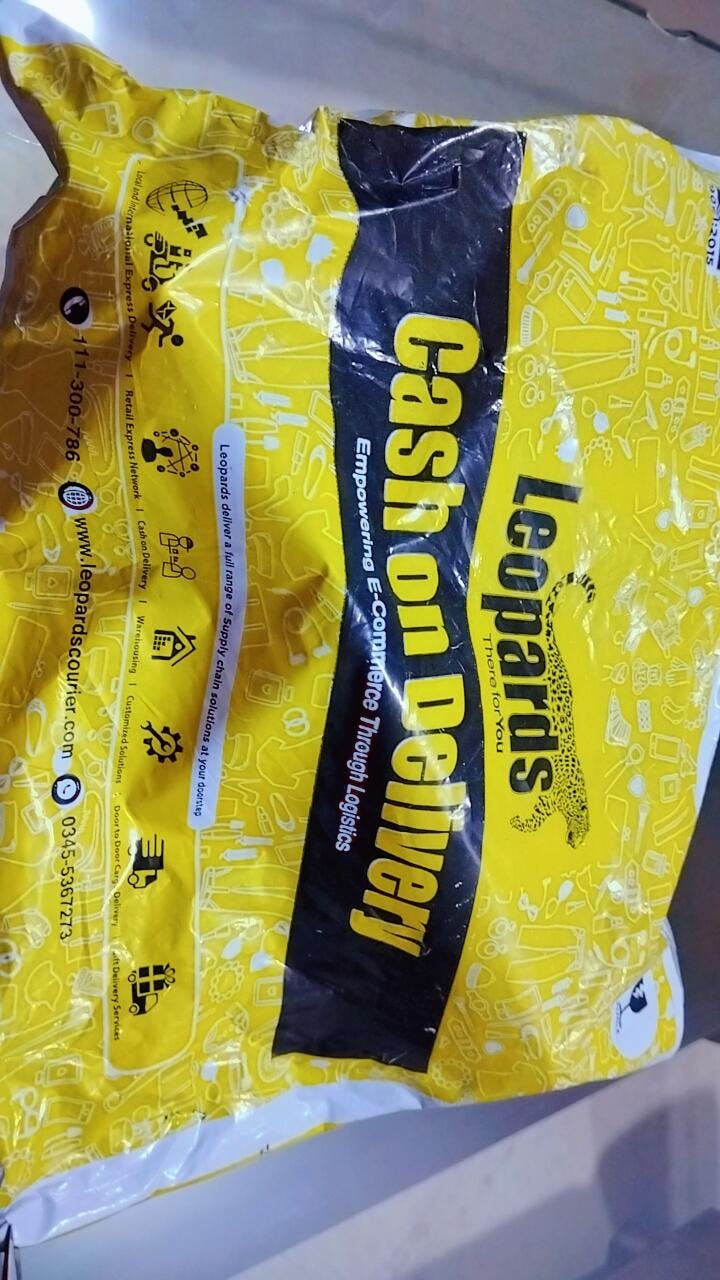 Leopards
There for You
Cash on Delivery
Empowering E-Commerce Through Logistics
Leopards deliver a full range of Supply chain solutions at your doorstep
Local and International Express Delivery | Retail Express Network | Cash on Delivery | Warehousing | Customized Solutions | Door to Door Cargo Delivery | Gift Delivery Services
111-300-786 www.leopardscourier.com 0345-5367273